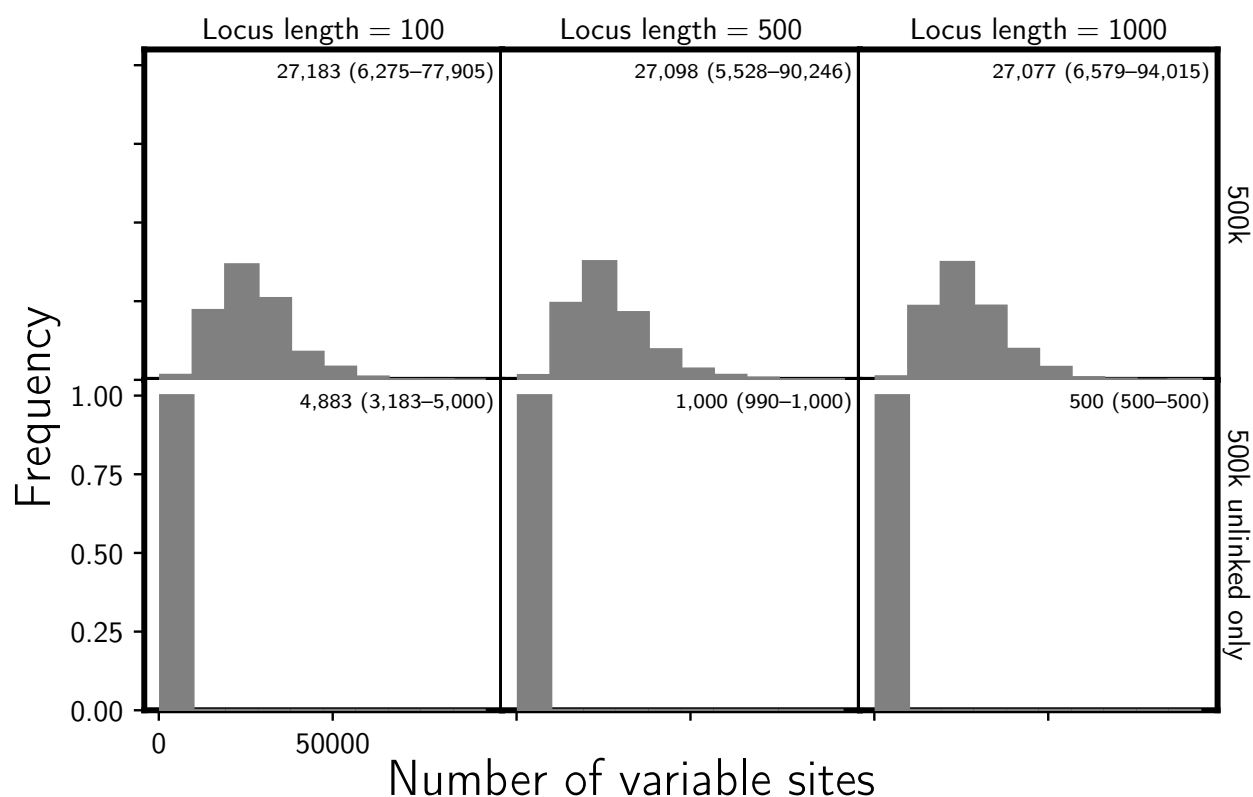 Locus length = 100
Locus length = 500
Locus length = 1000
27,183 (6,275–77,905)
27,098 (5,528–90,246)
27,077 (6,579–94,015)
500k
Frequency
1.00
0.75
0.50
0.25
0.00
4,883 (3,183–5,000)
1,000 (990–1,000)
500 (500–500)
500k unlinked only
0
50000
Number of variable sites